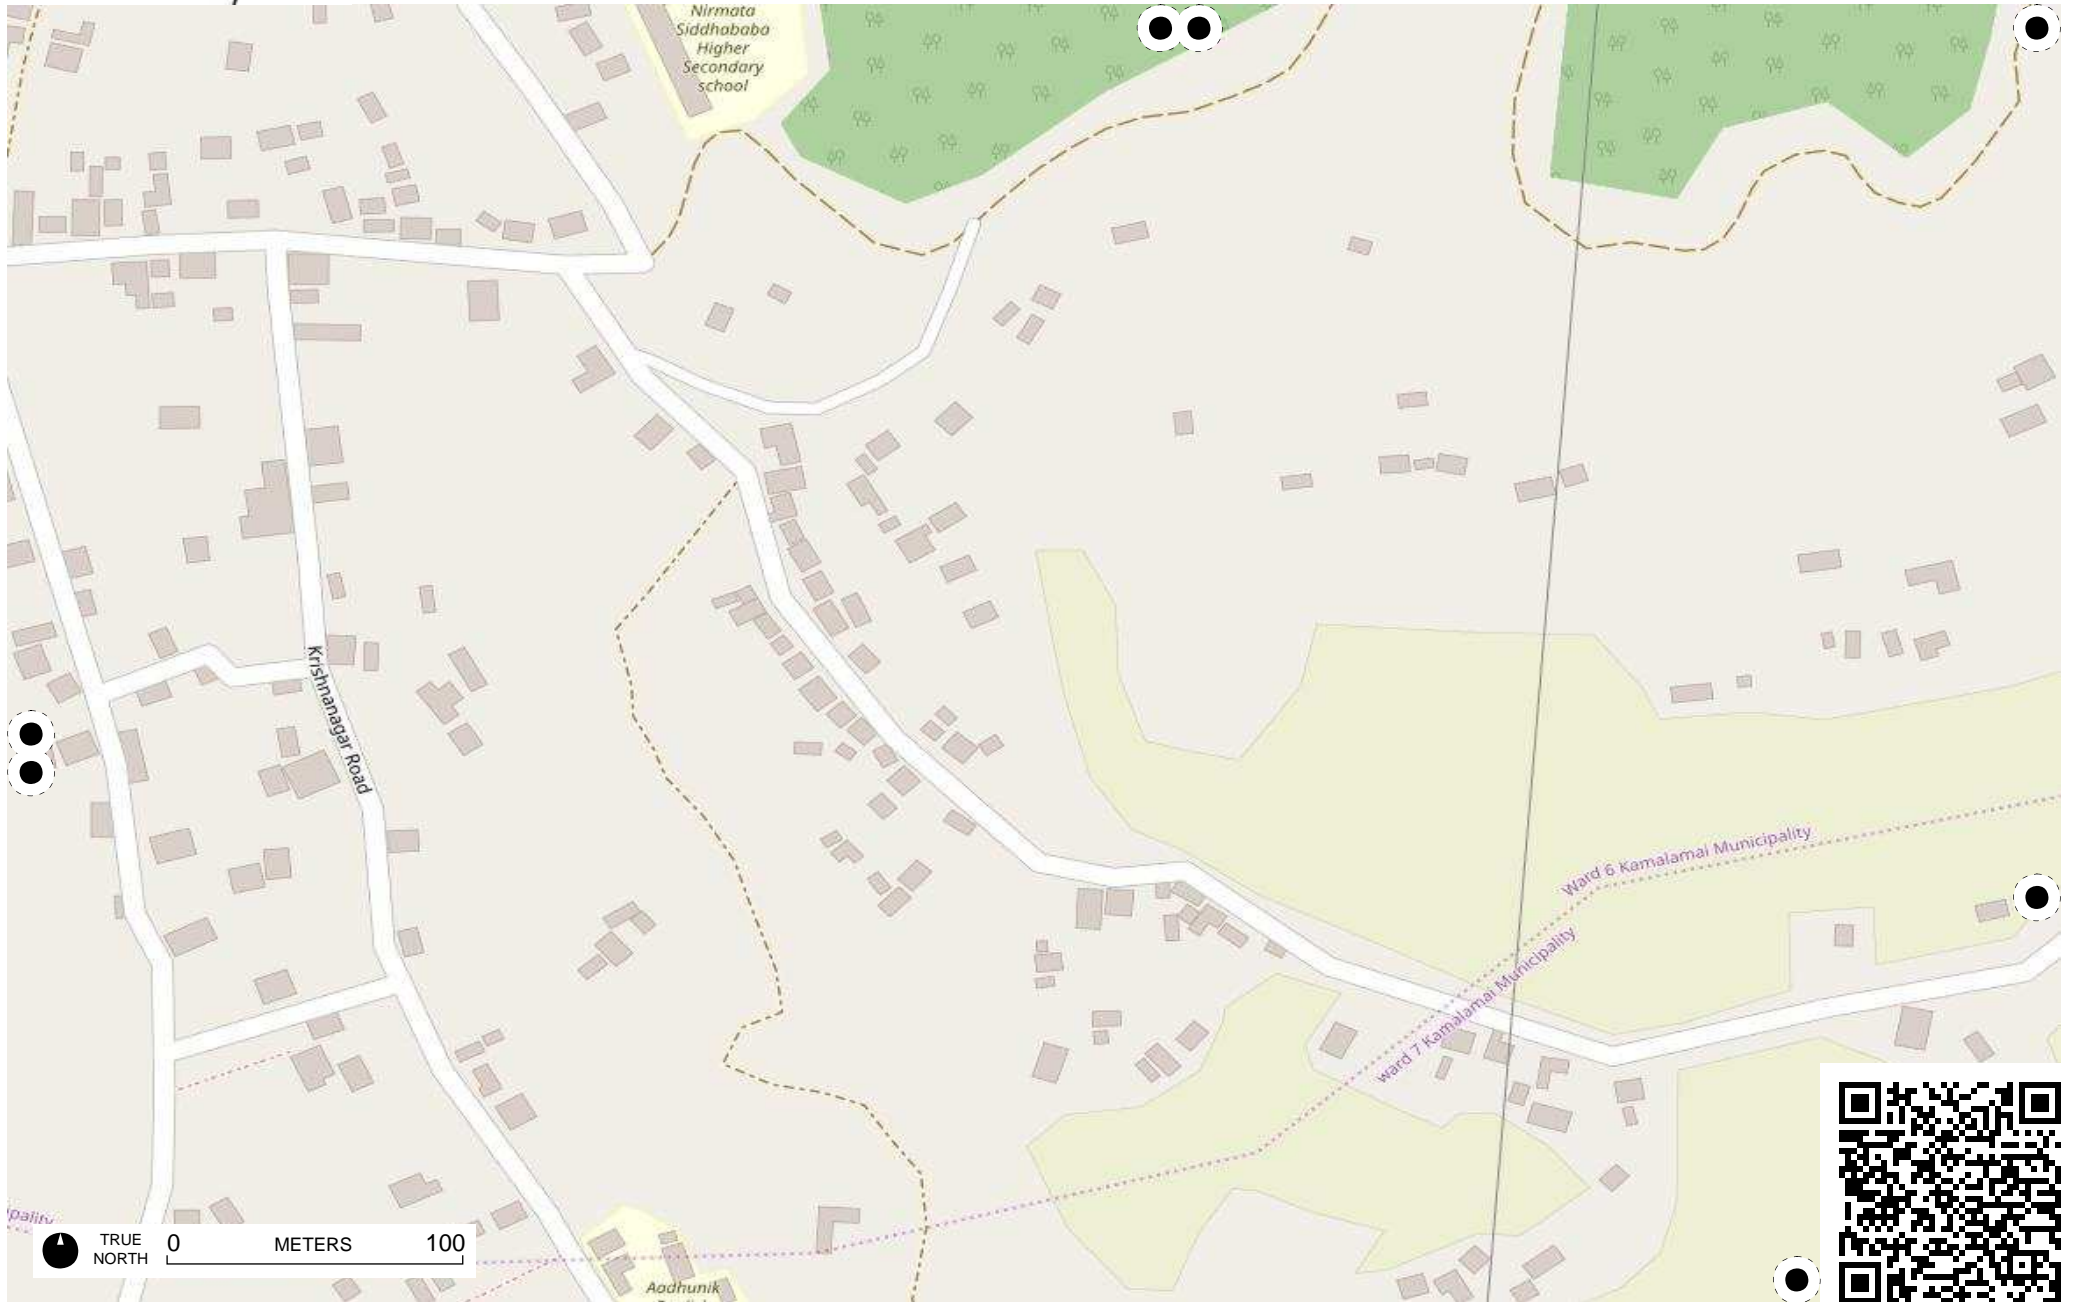 Nirmata
Siddhababa
Higher
Secondary
school
Krishnanagar Road
Ward 6 Kamalamai Municipality
ward 7 Kamalamai Municipality
ipality
TRUE
NORTH
0
METERS
100
Aadhunik